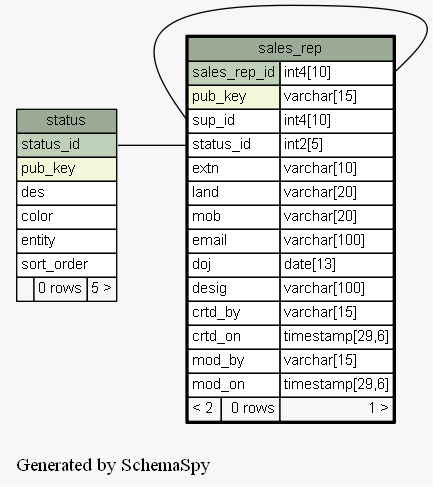 status
status_id
pub_key
des
color
entity
sort_order
0 rows 5 >
sales_rep
sales_rep_id int4[10]
pub_key varchar[15]
sup_id int4[10]
status_id int2[5]
extn varchar[10]
land varchar[20]
mob varchar[20]
email varchar[100]
doj date[13]
desig varchar[100]
crtd_by varchar[15]
crtd_on timestamp[29,6]
mod_by varchar[15]
mod_on timestamp[29,6]
< 2 0 rows 1 >
Generated by SchemaSpy